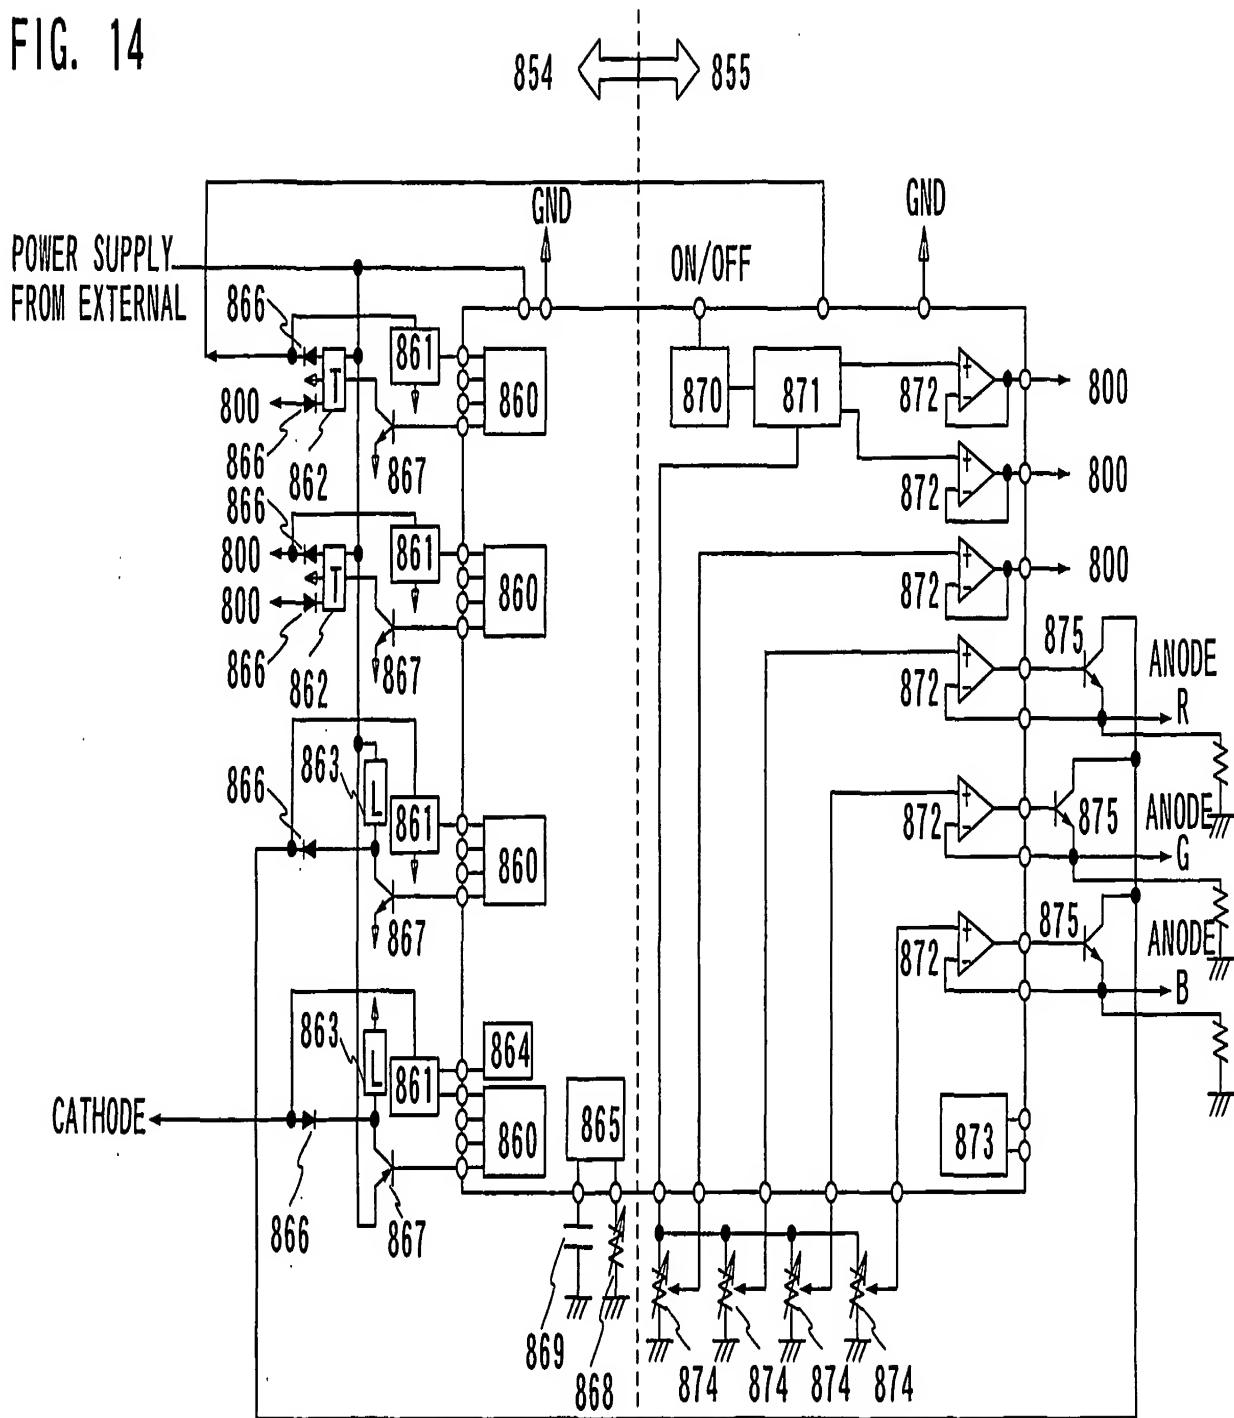 FIG. 14
854 855
GND GND
POWER SUPPLY
FROM EXTERNAL
ON/OFF
866 861 860 870 871 872 800
T
800
866 862 867
872 800
866 861 860
800 T
800
872 800
866 862 867
875 ANODE
R
872
863 L 861 860
866
867
872 875 ANODE
G
872 875 ANODE
B
863 L 861 864
860
865
873
CATHODE
866 867
869 868
874 874 874 874
+ − + − + − + − + − + −